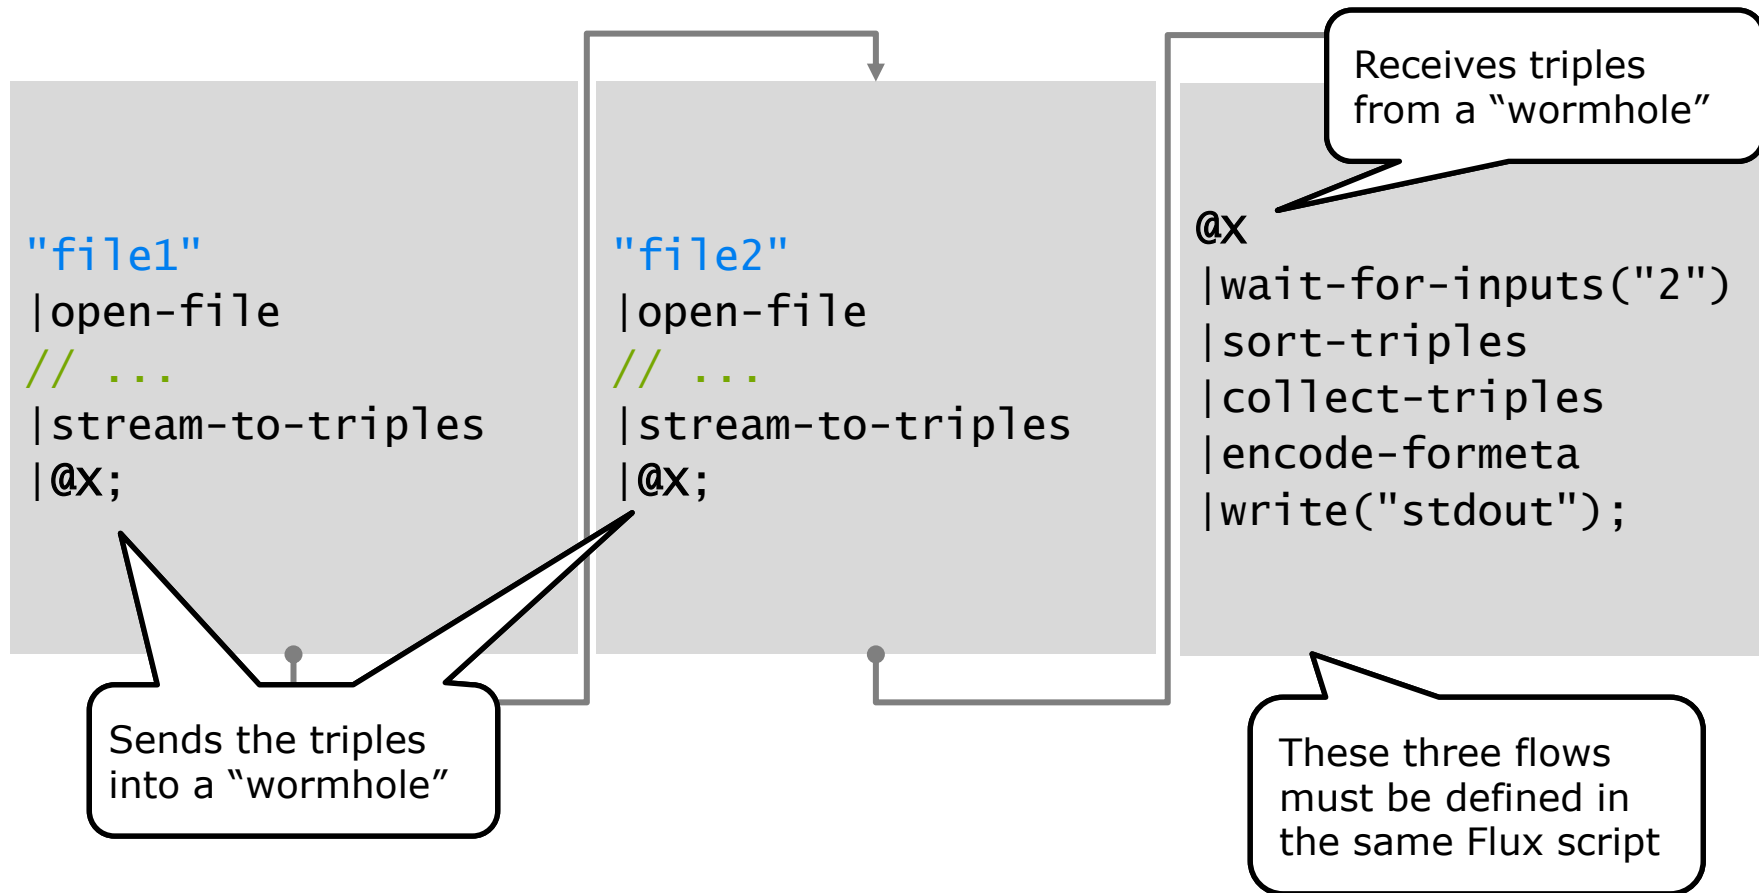 "file1"
|open-file
// ...
|stream-to-triples
|@x;
Sends the triples
into a “wormhole”
"file2"
|open-file
// ...
|stream-to-triples
|@x;
Receives triples
from a “wormhole”
@x
|wait-for-inputs("2")
|sort-triples
|collect-triples
|encode-formeta
|write("stdout");
These three flows
must be defined in
the same Flux script